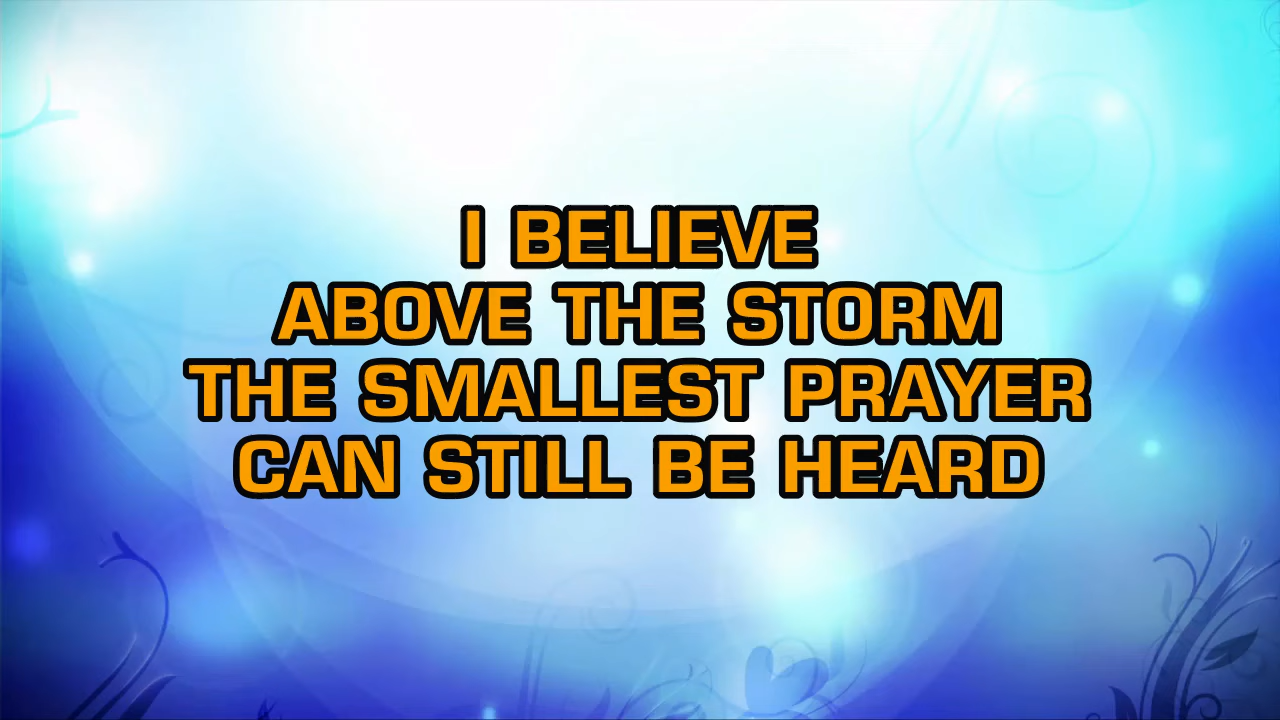 I BELIEVE
ABOVE THE STORM
THE SMALLEST PRAYER
CAN STILL BE HEARD